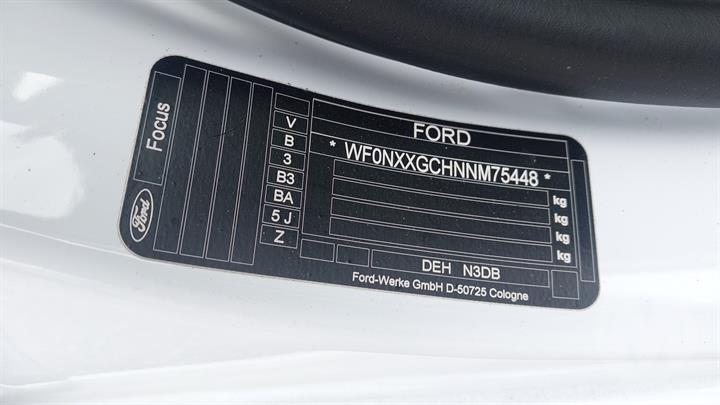 Focus
Ford
V
B
3
B3
BA
5 J
Z
FORD
* WF0NXXGCHNNM75448 *
kg
kg
kg
kg
DEH N3DB
Ford-Werke GmbH D-50725 Cologne